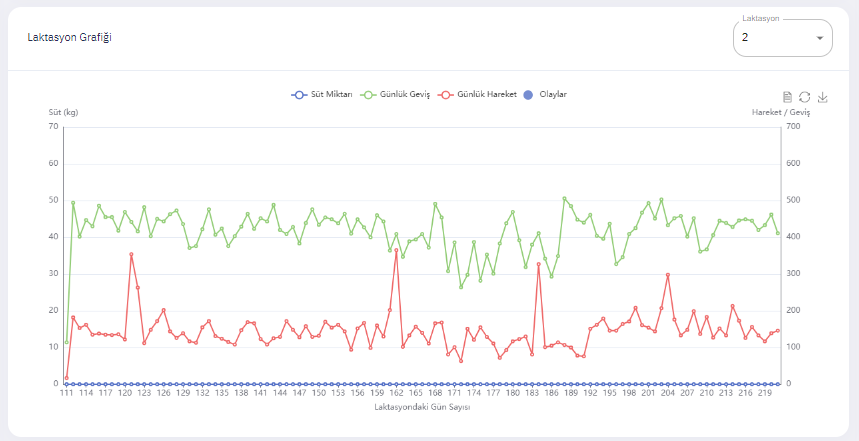 Laktasyon Grafiği
Laktasyon
2
Süt Miktarı Günlük Geviş Günlük Hareket Olaylar
Süt (kg) Hareket / Geviş
70 700
60 600
50 500
40 400
30 300
20 200
10 100
0 0
111 114 117 120 123 126 129 132 135 138 141 144 147 150 153 156 159 162 165 168 171 174 177 180 183 186 189 192 195 198 201 204 207 210 213 216 219
Laktasyondaki Gün Sayısı